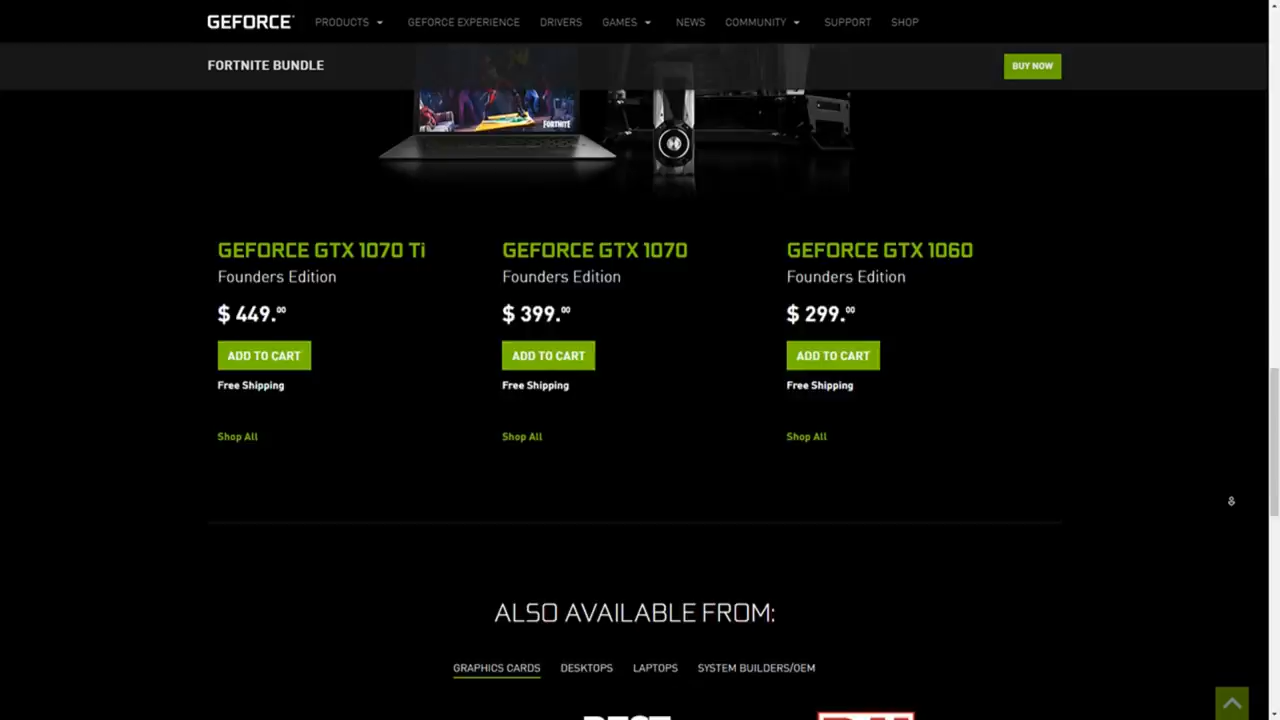 GEFORCE PRODUCTS GEFORCE EXPERIENCE DRIVERS GAMES NEWS COMMUNITY SUPPORT SHOP
FORTNITE BUNDLE BUY NOW
FORTNITE
GEFORCE GTX 1070 Ti GEFORCE GTX 1070 GEFORCE GTX 1060
Founders Edition Founders Edition Founders Edition
$ 449.00 $ 399.00 $ 299.00
ADD TO CART ADD TO CART ADD TO CART
Free Shipping Free Shipping Free Shipping
Shop All Shop All Shop All
ALSO AVAILABLE FROM:
GRAPHICS CARDS DESKTOPS LAPTOPS SYSTEM BUILDERS/OEM